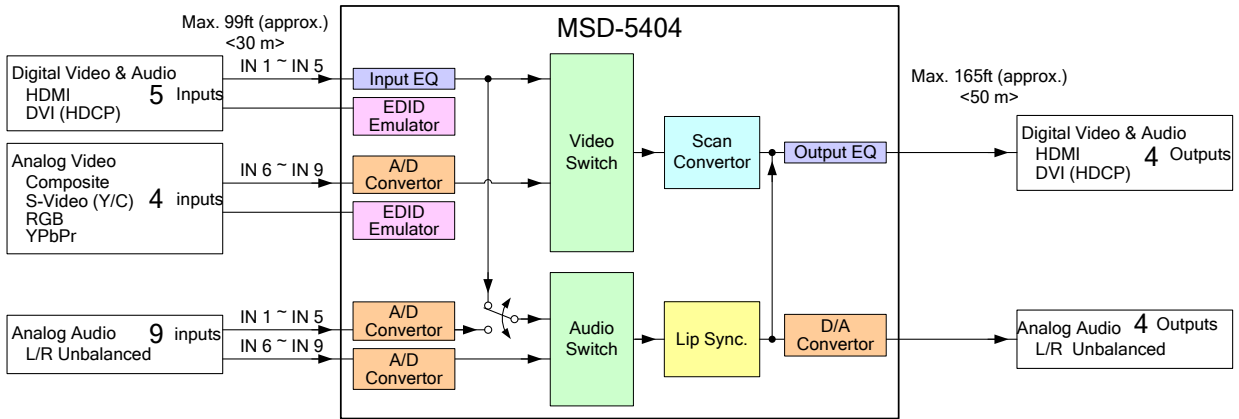 Max. 99ft (approx.)
<30 m>
MSD-5404
Digital Video & Audio
HDMI
DVI (HDCP)
5 Inputs
IN 1 ~ IN 5
Input EQ
EDID
Emulator
Analog Video
Composite
S-Video (Y/C)
RGB
YPbPr
4 inputs
IN 6 ~ IN 9
A/D
Convertor
EDID
Emulator
Video
Switch
Scan
Convertor
Output EQ
Max. 165ft (approx.)
<50 m>
Digital Video & Audio
HDMI
DVI (HDCP)
4 Outputs
Analog Audio 9 inputs
L/R Unbalanced
IN 1 ~ IN 5
IN 6 ~ IN 9
A/D
Convertor
A/D
Convertor
Audio
Switch
Lip Sync.
D/A
Convertor
Analog Audio 4 Outputs
L/R Unbalanced